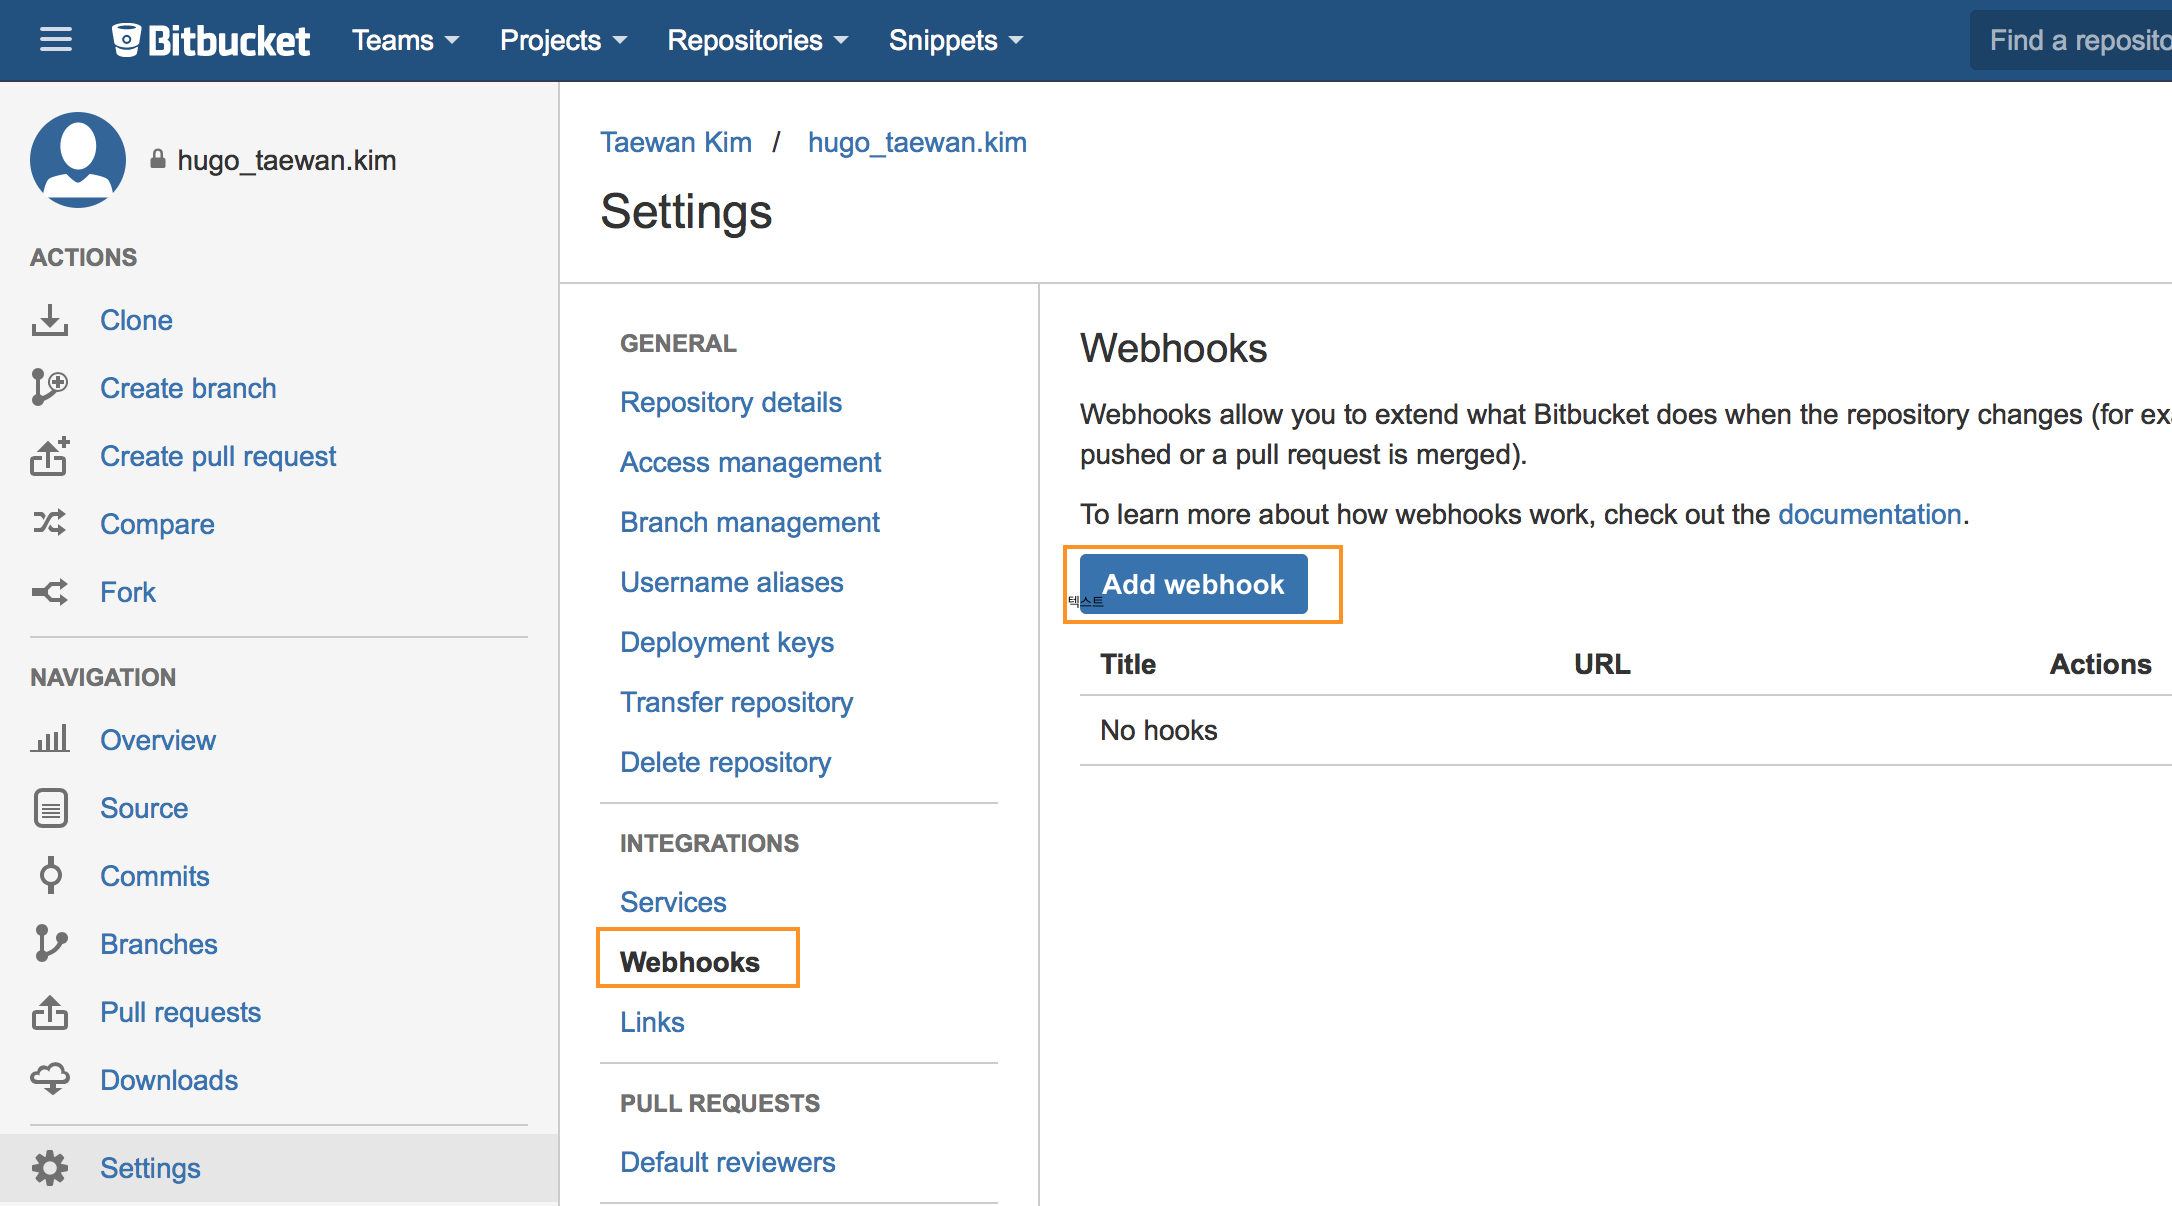 Bitbucket Teams Projects Repositories Snippets Find a reposito
hugo_taewan.kim
ACTIONS
Clone
Create branch
Create pull request
Compare
Fork
NAVIGATION
Overview
Source
Commits
Branches
Pull requests
Downloads
Settings
Taewan Kim / hugo_taewan.kim
Settings
GENERAL
Repository details
Access management
Branch management
Username aliases
Deployment keys
Transfer repository
Delete repository
INTEGRATIONS
Services
Webhooks
Links
PULL REQUESTS
Default reviewers
Webhooks
Webhooks allow you to extend what Bitbucket does when the repository changes (for ex
pushed or a pull request is merged).
To learn more about how webhooks work, check out the documentation.
Add webhook
텍스트
Title URL Actions
No hooks